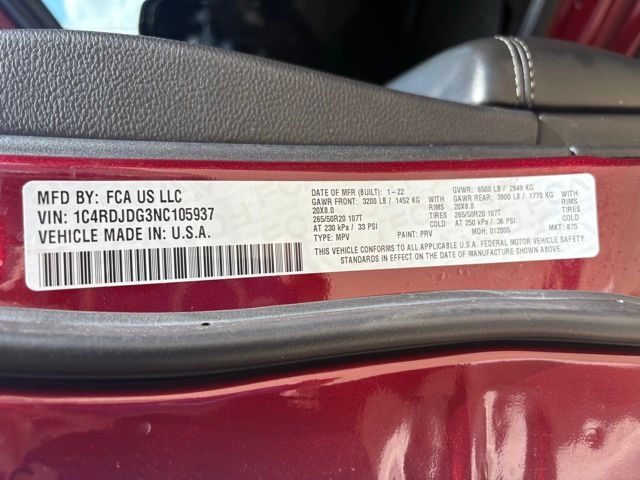 MFD BY: FCA US LLC
VIN: 1C4RDJDG3NC105937
VEHICLE MADE IN: U.S.A.
DATE OF MFR (BUILT): 1-22 GVWR: 6500 LB / 2949 KG
GAWR FRONT: 3200 LB / 1452 KG WITH GAWR REAR: 3900 LB / 1770 KG WITH
20X8.0 RIMS 20X8.0 RIMS
265/50R20 107T TIRES 265/50R20 107T TIRES
AT 230 kPa / 33 PSI COLD AT 250 kPa / 36 PSI COLD
TYPE: MPV PAINT: PRV MDH: 012005 MKT: 875
THIS VEHICLE CONFORMS TO ALL APPLICABLE U.S.A. FEDERAL MOTOR VEHICLE SAFETY
STANDARDS IN EFFECT ON THE DATE OF MANUFACTURE SHOWN ABOVE.